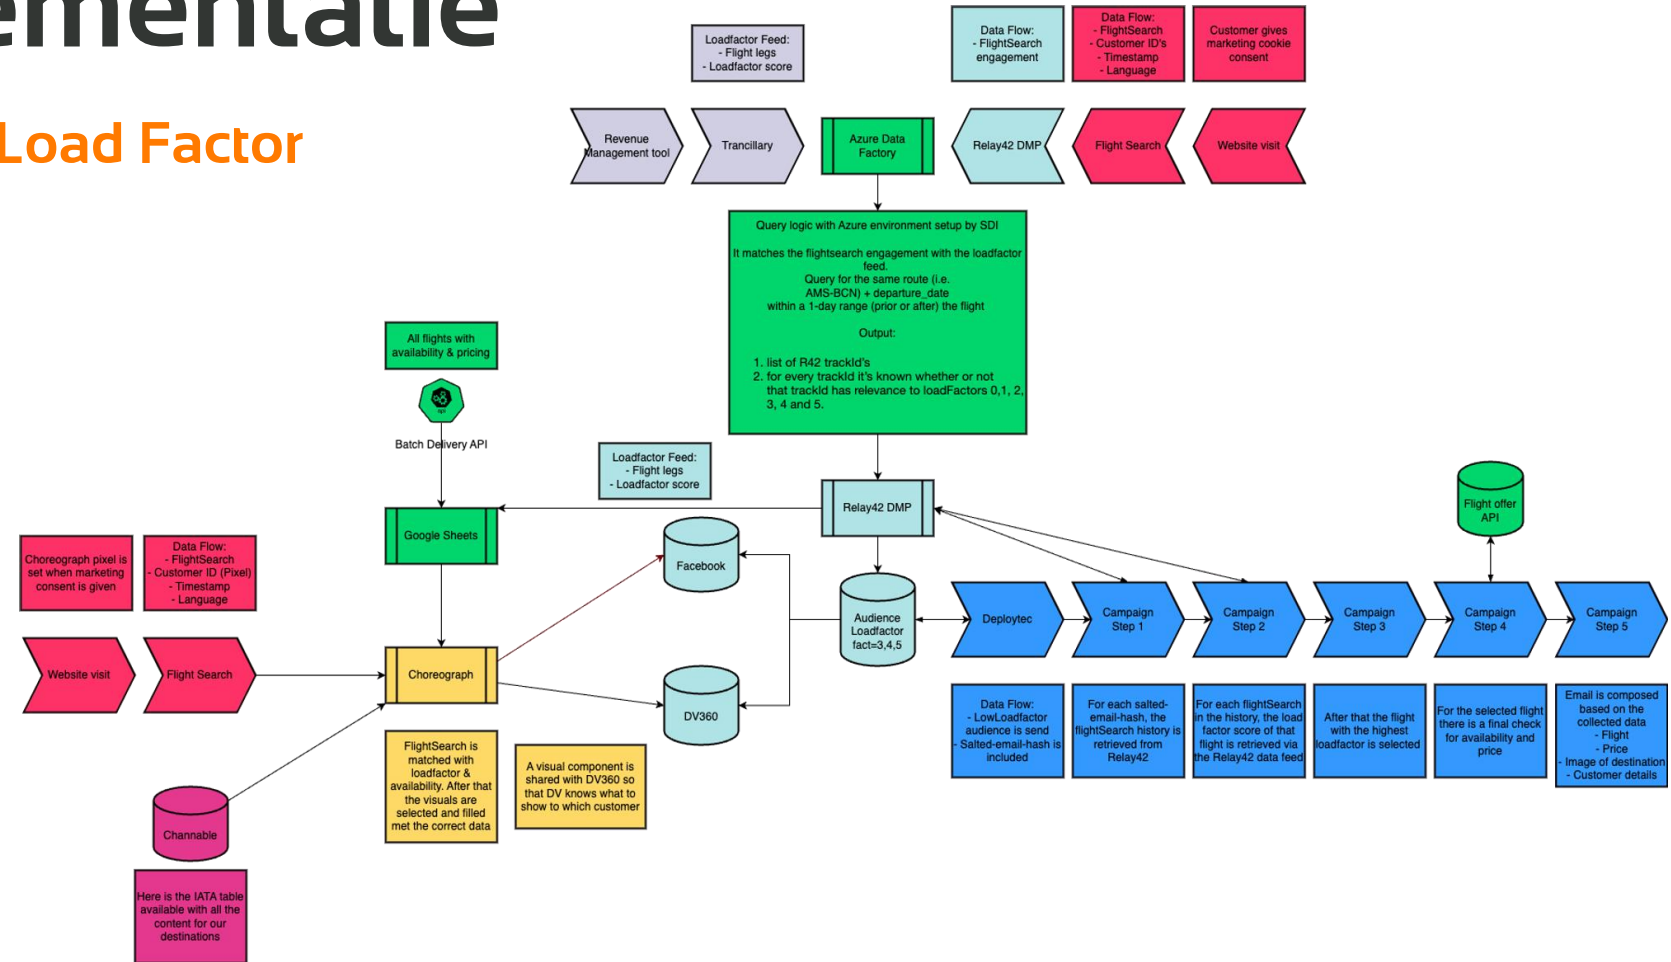 ementatie
Load Factor
Loadfactor Feed:
- Flight legs
- Loadfactor score
Data Flow:
- FlightSearch
engagement
Data Flow:
- FlightSearch
- Customer ID's
- Timestamp
- Language
Customer gives
marketing cookie
consent
Revenue
Management tool
Trancillary
Azure Data
Factory
Relay42 DMP
Flight Search
Website visit
Query logic with Azure environment setup by SDI
It matches the flightsearch engagement with the loadfactor
feed.
Query for the same route (i.e.
AMS-BCN) + departure_date
within a 1-day range (prior or after) the flight
Output:
1. list of R42 trackId's
2. for every trackId it's known whether or not
that trackId has relevance to loadFactors 0,1, 2,
3, 4 and 5.
All flights with
availability & pricing
Batch Delivery API
Loadfactor Feed:
- Flight legs
- Loadfactor score
Google Sheets
Relay42 DMP
Flight offer
API
Choreograph pixel is
set when marketing
consent is given
Data Flow:
- FlightSearch
- Customer ID (Pixel)
- Timestamp
- Language
Facebook
Audience
Loadfactor
fact=3,4,5
Deploytec
Campaign
Step 1
Campaign
Step 2
Campaign
Step 3
Campaign
Step 4
Campaign
Step 5
Website visit
Flight Search
Choreograph
DV360
Data Flow:
- LowLoadfactor
audience is send
- Salted-email-hash is
included
For each salted-
email-hash, the
flightSearch history is
retrieved from
Relay42
For each flightSearch
in the history, the load
factor score of that
flight is retrieved via
the Relay42 data feed
After that the flight
with the highest
loadfactor is selected
For the selected flight
there is a final check
for availability and
price
Email is composed
based on the
collected data
- Flight
- Price
- Image of destination
- Customer details
FlightSearch is
matched with
loadfactor &
availability. After that
the visuals are
selected and filled
met the correct data
A visual component is
shared with DV360 so
that DV knows what to
show to which customer
Channable
Here is the IATA table
available with all the
content for our
destinations